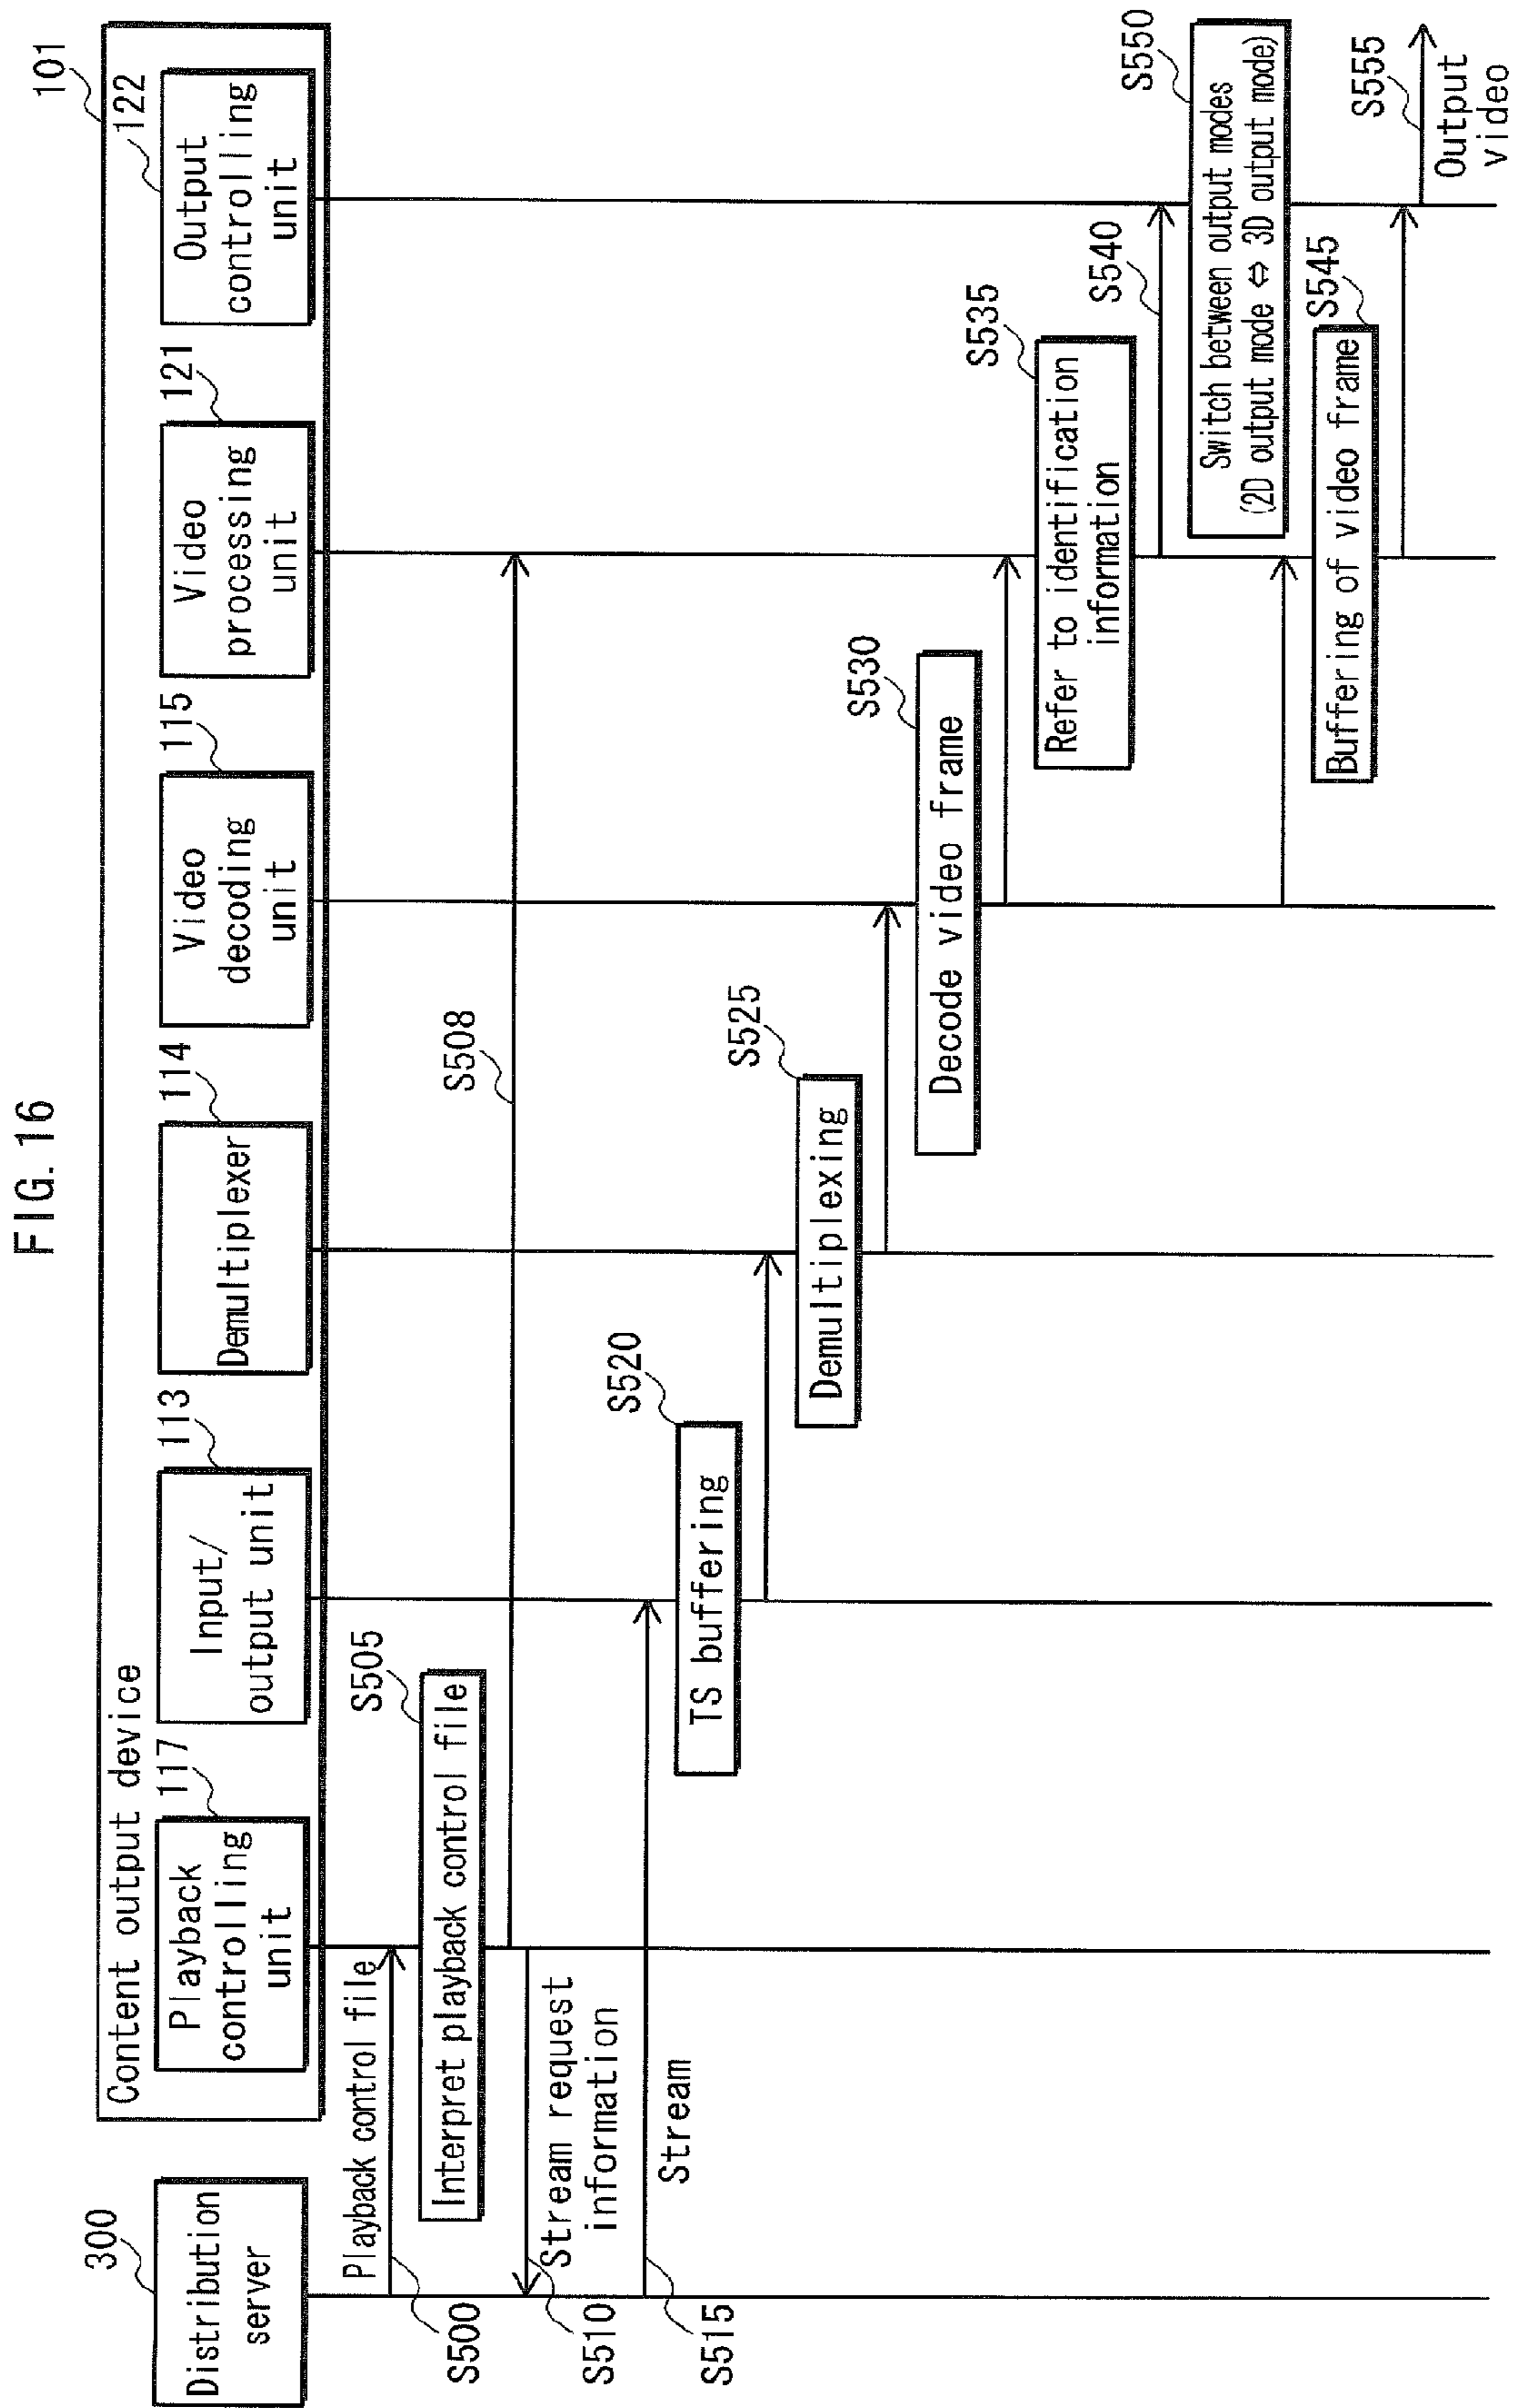 FIG. 16
101
Content output device
300
117
113
114
115
121
122
Distribution
server
Playback
controlling
unit
Input/
output unit
Demultiplexer
Video
decoding
unit
Video
processing
unit
Output
controlling
unit
Playback control file
S500
S505
Interpret playback control file
S508
Stream request
information
S510
Stream
S515
S520
TS buffering
S525
Demultiplexing
S530
Decode video frame
S535
Refer to identification
information
S540
S550
Switch between output modes
(2D output mode ⇔ 3D output mode)
S545
Buffering of video frame
S555
Output
video